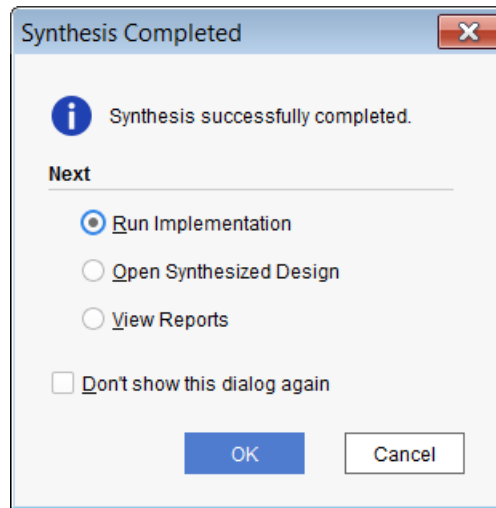 Synthesis Completed
Synthesis successfully completed.
Next
Run Implementation
Open Synthesized Design
View Reports
Don't show this dialog again
OK
Cancel